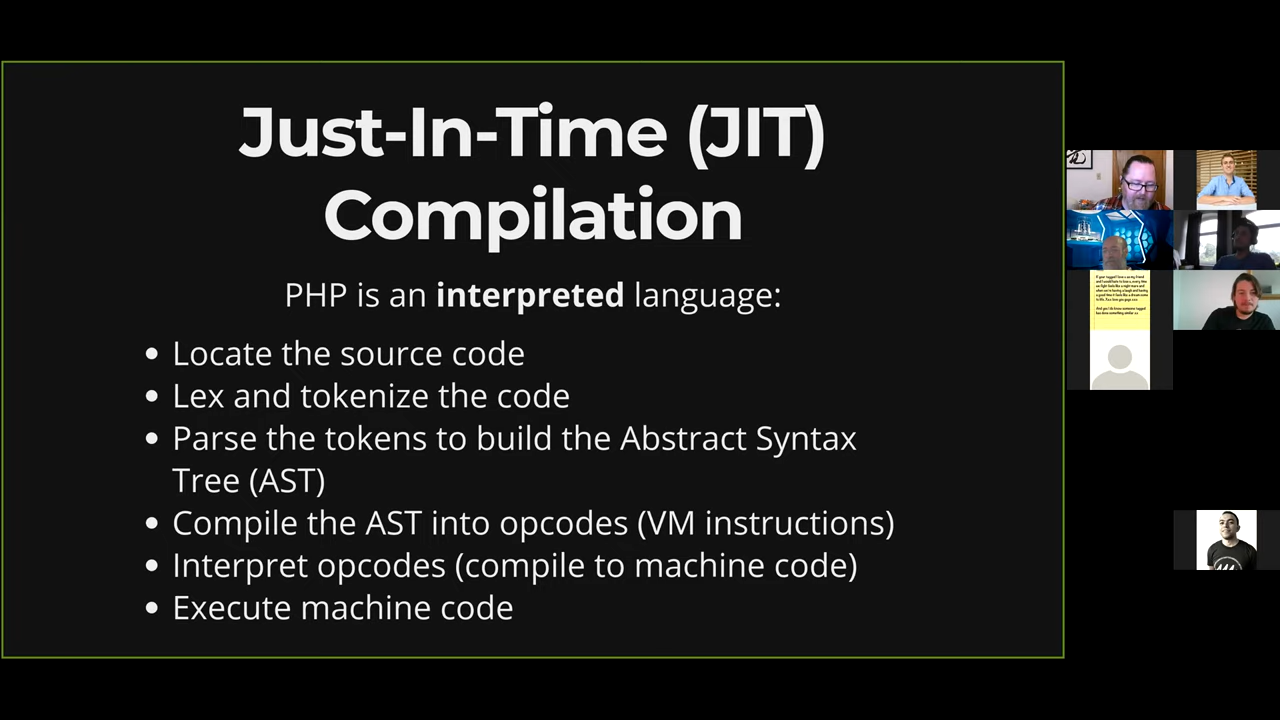 Just-In-Time (JIT)
Compilation
PHP is an interpreted language:
Locate the source code
Lex and tokenize the code
Parse the tokens to build the Abstract Syntax
Tree (AST)
Compile the AST into opcodes (VM instructions)
Interpret opcodes (compile to machine code)
Execute machine code